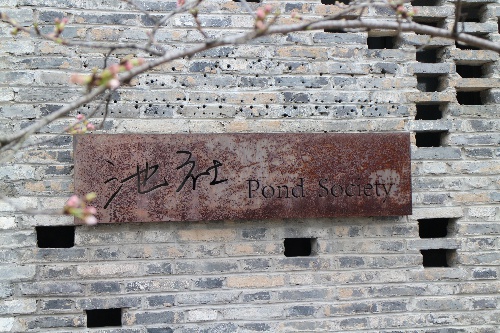 池社 Pond Society